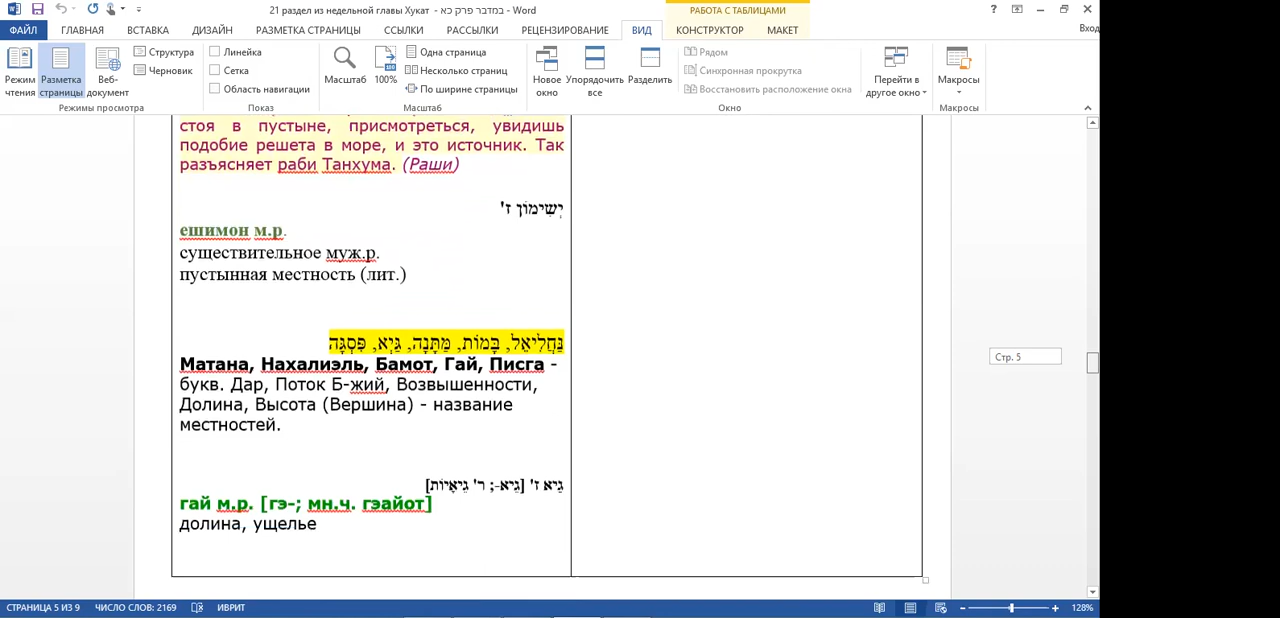 21 раздел из недельной главы Хукат - במדבר פרק כא - Word
РАБОТА С ТАБЛИЦАМИ
Вход
ФАЙЛ ГЛАВНАЯ ВСТАВКА ДИЗАЙН РАЗМЕТКА СТРАНИЦЫ ССЫЛКИ РАССЫЛКИ РЕЦЕНЗИРОВАНИЕ ВИД КОНСТРУКТОР МАКЕТ
Режим чтения
Разметка страницы
Веб-документ
Структура
Черновик
Режимы просмотра
Линейка
Сетка
Область навигации
Показ
Масштаб
100%
Одна страница
Несколько страниц
По ширине страницы
Масштаб
Новое окно
Упорядочить все
Разделить
Рядом
Синхронная прокрутка
Восстановить расположение окна
Перейти в другое окно
Окно
Макросы
Макросы
стоя в пустыне, присмотреться, увидишь
подобие решета в море, и это источник. Так
разъясняет раби Танхума. (Раши)
יְשִׁימוֹן ז'
ешимон м.р.
существительное муж.р.
пустынная местность (лит.)
נַחֲלִיאֵל, בָּמוֹת, מַתָּנָה, גַּיְא, פִּסְגָּה
Матана, Нахалиэль, Бамот, Гай, Писга -
букв. Дар, Поток Б-жий, Возвышенности,
Долина, Высота (Вершина) - название
местностей.
גַּיא ז' [גֵּיא-; ר' גֵּיאָיוֹת]
гай м.р. [гэ-; мн.ч. гэайот]
долина, ущелье
Стр. 5
СТРАНИЦА 5 ИЗ 9 ЧИСЛО СЛОВ: 2169 ИВРИТ 128%